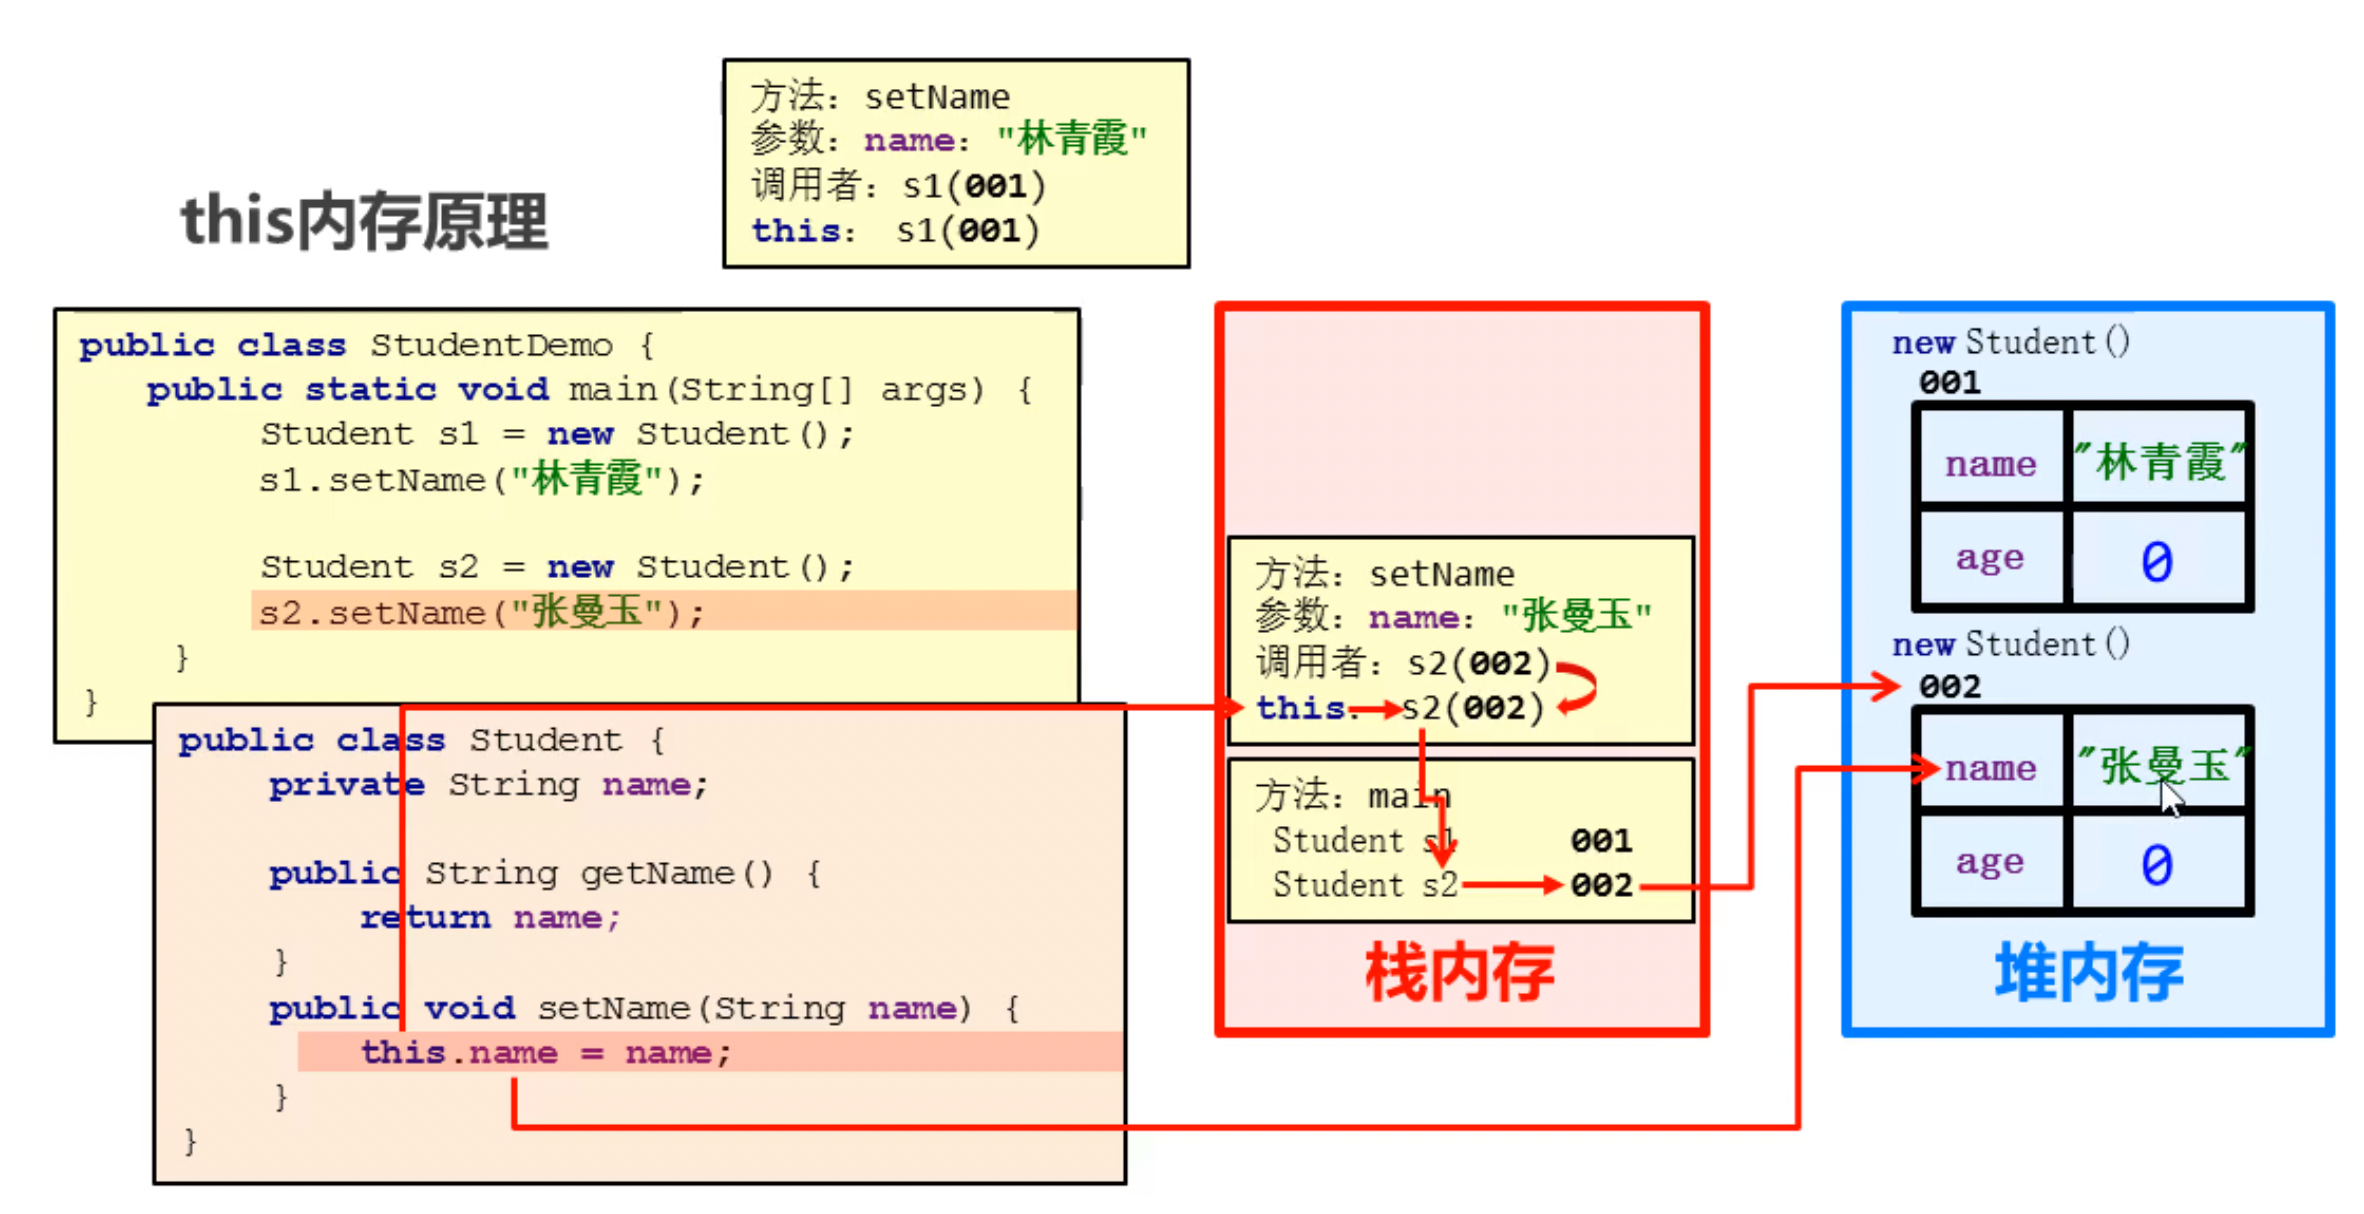 方法：setName
参数：name："林青霞"
调用者：s1(001)
this： s1(001)
this内存原理
public class StudentDemo {
public static void main(String[] args) {
Student s1 = new Student();
s1.setName("林青霞");
Student s2 = new Student();
s2.setName("张曼玉");
}
}
public class Student {
private String name;
public String getName() {
return name;
}
public void setName(String name) {
this.name = name;
}
}
方法：setName
参数：name："张曼玉"
调用者：s2(002)
this： s2(002)
方法：main
Student s1 001
Student s2 002
栈内存
new Student()
001
name "林青霞"
age 0
new Student()
002
name "张曼玉"
age 0
堆内存